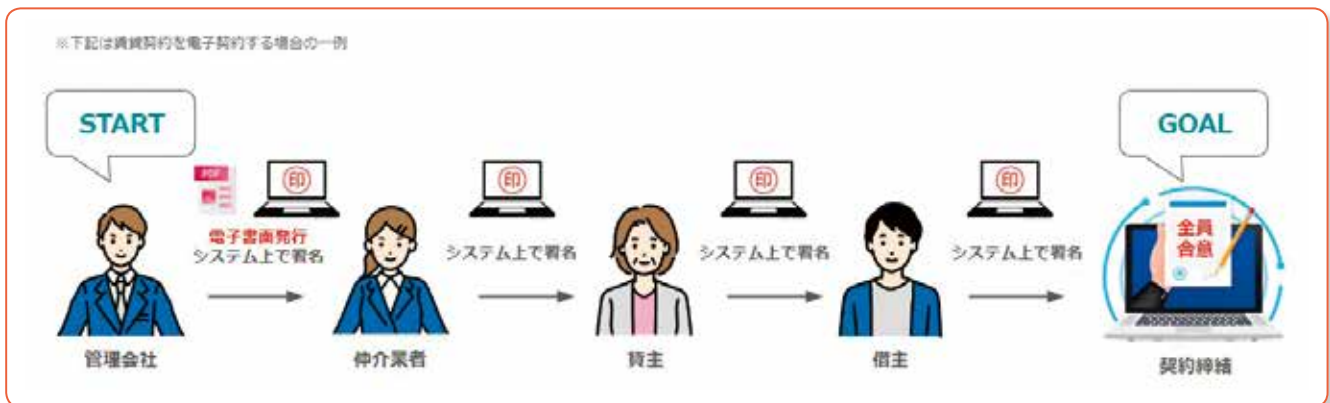 ※下記は賃貸契約を電子契約する場合の一例
START
GOAL
PDF
印
印
印
印
電子書面発行
システム上で署名
システム上で署名
システム上で署名
システム上で署名
全員
合意
管理会社
仲介業者
貸主
借主
契約締結